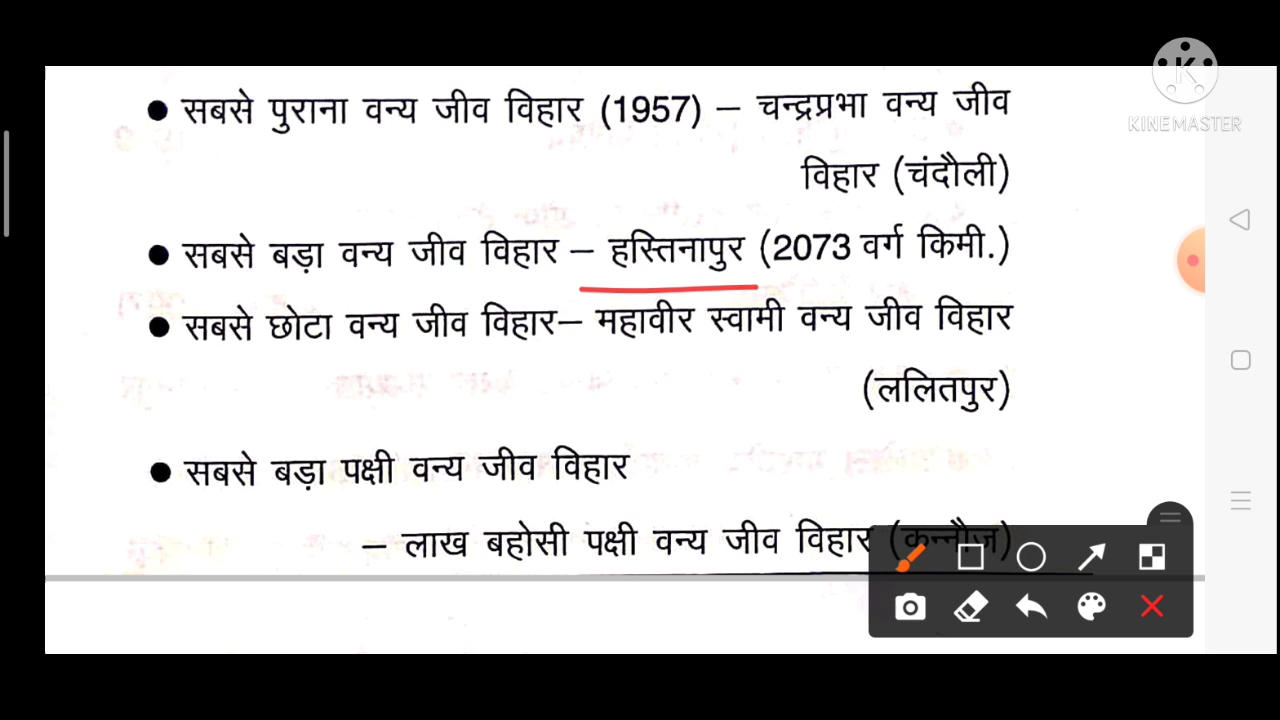 ● सबसे पुराना वन्य जीव विहार (1957) – चन्द्रप्रभा वन्य जीव
विहार (चंदौली)
● सबसे बड़ा वन्य जीव विहार – हस्तिनापुर (2073 वर्ग किमी.)
● सबसे छोटा वन्य जीव विहार– महावीर स्वामी वन्य जीव विहार
(ललितपुर)
● सबसे बड़ा पक्षी वन्य जीव विहार
– लाख बहोसी पक्षी वन्य जीव विहार (कन्नौज)
K
KINEMASTER